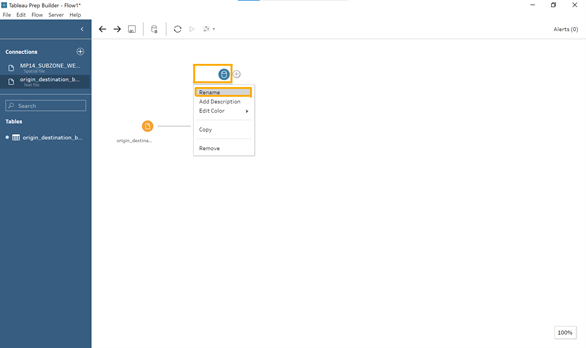 Tableau Prep Builder - Flow1*
File Edit Flow Server Help
Alerts (0)
Connections
MP14_SUBZONE_WE...
Spatial file
origin_destination_b...
Text file
Search
Tables
origin_destination_b...
Rename
Add Description
Edit Color
Copy
Remove
origin_destina...
100%